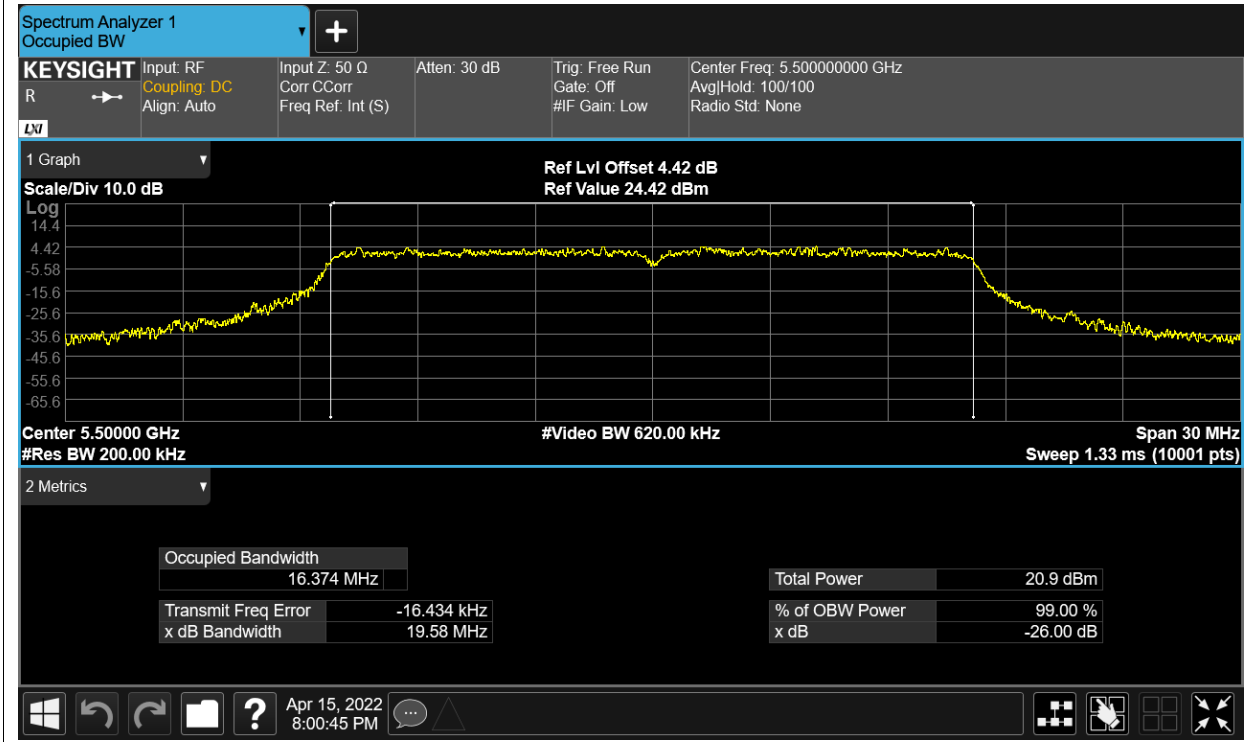 Spectrum Analyzer 1
Occupied BW
KEYSIGHT
R
LXI
Input: RF
Coupling: DC
Align: Auto
Input Z: 50 Ω
Corr CCorr
Freq Ref: Int (S)
Atten: 30 dB
Trig: Free Run
Gate: Off
#IF Gain: Low
Center Freq: 5.500000000 GHz
Avg|Hold: 100/100
Radio Std: None
1 Graph
Scale/Div 10.0 dB
Ref Lvl Offset 4.42 dB
Ref Value 24.42 dBm
Log
14.4
4.42
-5.58
-15.6
-25.6
-35.6
-45.6
-55.6
-65.6
Center 5.50000 GHz
#Video BW 620.00 kHz
Span 30 MHz
#Res BW 200.00 kHz
Sweep 1.33 ms (10001 pts)
2 Metrics
Occupied Bandwidth
16.374 MHz
Total Power 20.9 dBm
Transmit Freq Error -16.434 kHz
% of OBW Power 99.00 %
x dB Bandwidth 19.58 MHz
x dB -26.00 dB
?
Apr 15, 2022
8:00:45 PM